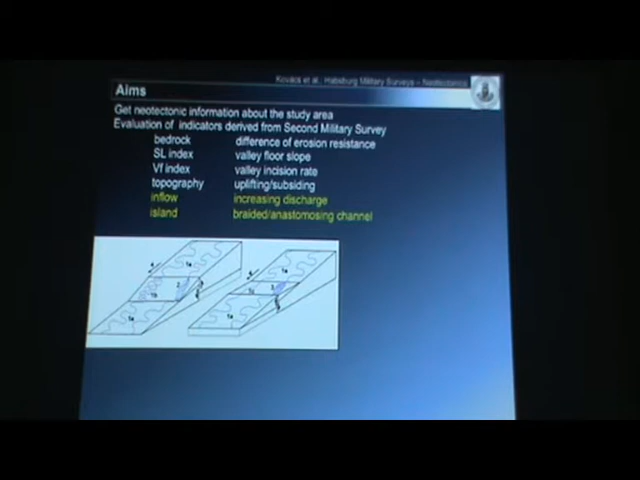 Kovács et al., Habsburg Military Surveys – Neotectonics
Aims
Get neotectonic information about the study area
Evaluation of indicators derived from Second Military Survey
bedrock difference of erosion resistance
SL index valley floor slope
Vf index valley incision rate
topography uplifting/subsiding
inflow increasing discharge
island braided/anastomosing channel